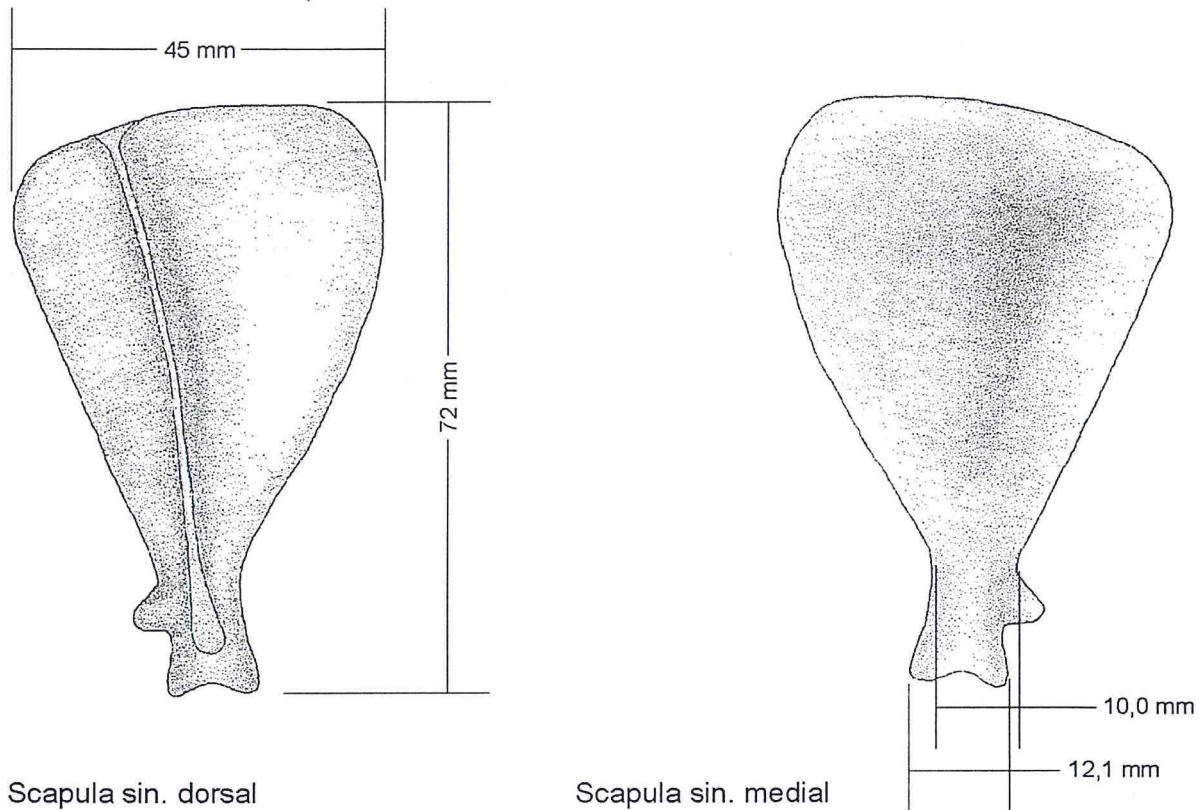 45 mm
72 mm
10,0 mm
12,1 mm
Scapula sin. dorsal
Scapula sin. medial